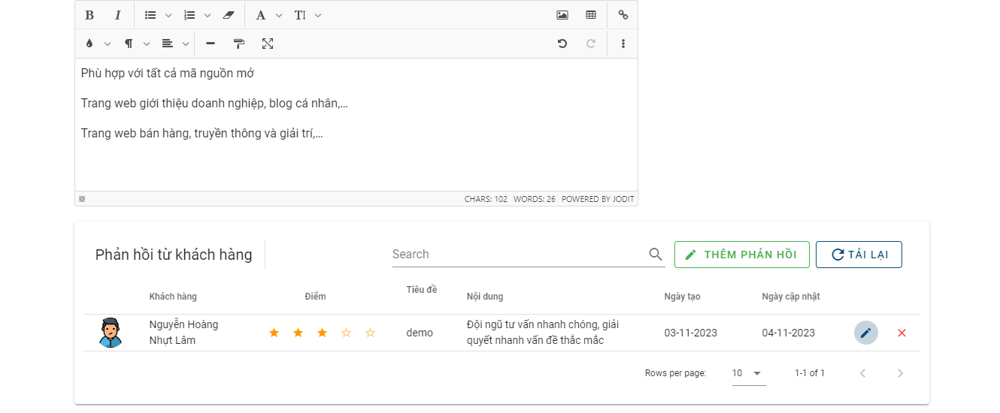 B I A TI
Phù hợp với tất cả mã nguồn mở
Trang web giới thiệu doanh nghiệp, blog cá nhân,...
Trang web bán hàng, truyền thông và giải trí,...
CHARS: 102 WORDS: 26 POWERED BY JODIT
Phản hồi từ khách hàng Search THÊM PHẢN HỒI TẢI LẠI
Khách hàng Điểm Tiêu đề Nội dung Ngày tạo Ngày cập nhật
Nguyễn Hoàng Nhựt Lâm demo Đội ngũ tư vấn nhanh chóng, giải quyết nhanh vấn đề thắc mắc 03-11-2023 04-11-2023
Rows per page: 10 1-1 of 1